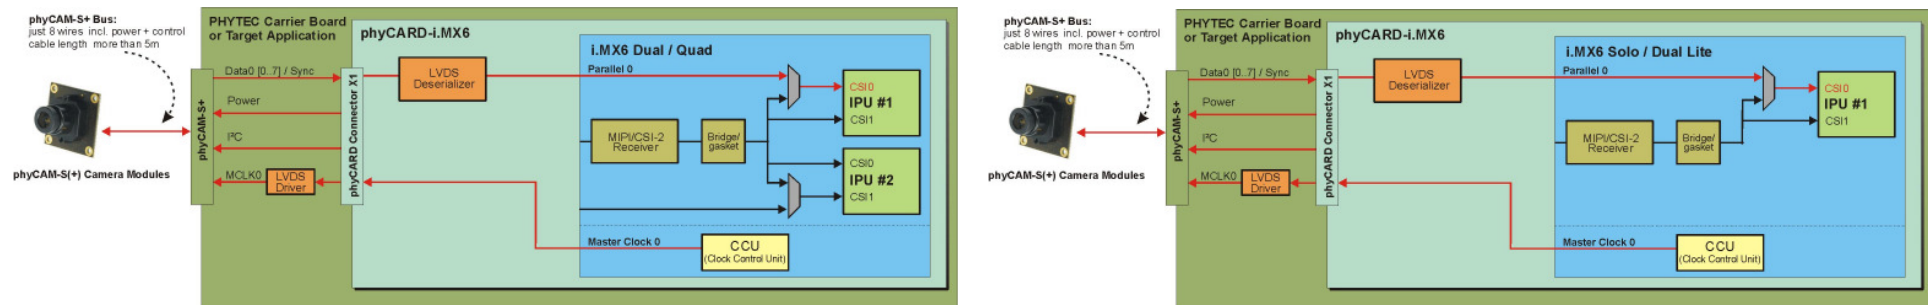 phyCAM-S+ Bus:
just 8 wires incl. power + control
cable length more than 5m
phyCAM-S(+) Camera Modules
PHYTEC Carrier Board
or Target Application
phyCAM-S+
Data0 [0..7] / Sync
Power
I²C
MCLK0
LVDS
Driver
phyCARD Connector X1
phyCARD-i.MX6
LVDS
Deserializer
i.MX6 Dual / Quad
Parallel 0
MIPI/CSI-2
Receiver
Bridge/
gasket
CSI0
IPU #1
CSI1
CSI0
IPU #2
CSI1
Master Clock 0
CCU
(Clock Control Unit)
phyCAM-S+ Bus:
just 8 wires incl. power + control
cable length more than 5m
phyCAM-S(+) Camera Modules
PHYTEC Carrier Board
or Target Application
phyCAM-S+
Data0 [0..7] / Sync
Power
I²C
MCLK0
LVDS
Driver
phyCARD Connector X1
phyCARD-i.MX6
LVDS
Deserializer
i.MX6 Solo / Dual Lite
Parallel 0
MIPI/CSI-2
Receiver
Bridge/
gasket
CSI0
IPU #1
CSI1
Master Clock 0
CCU
(Clock Control Unit)